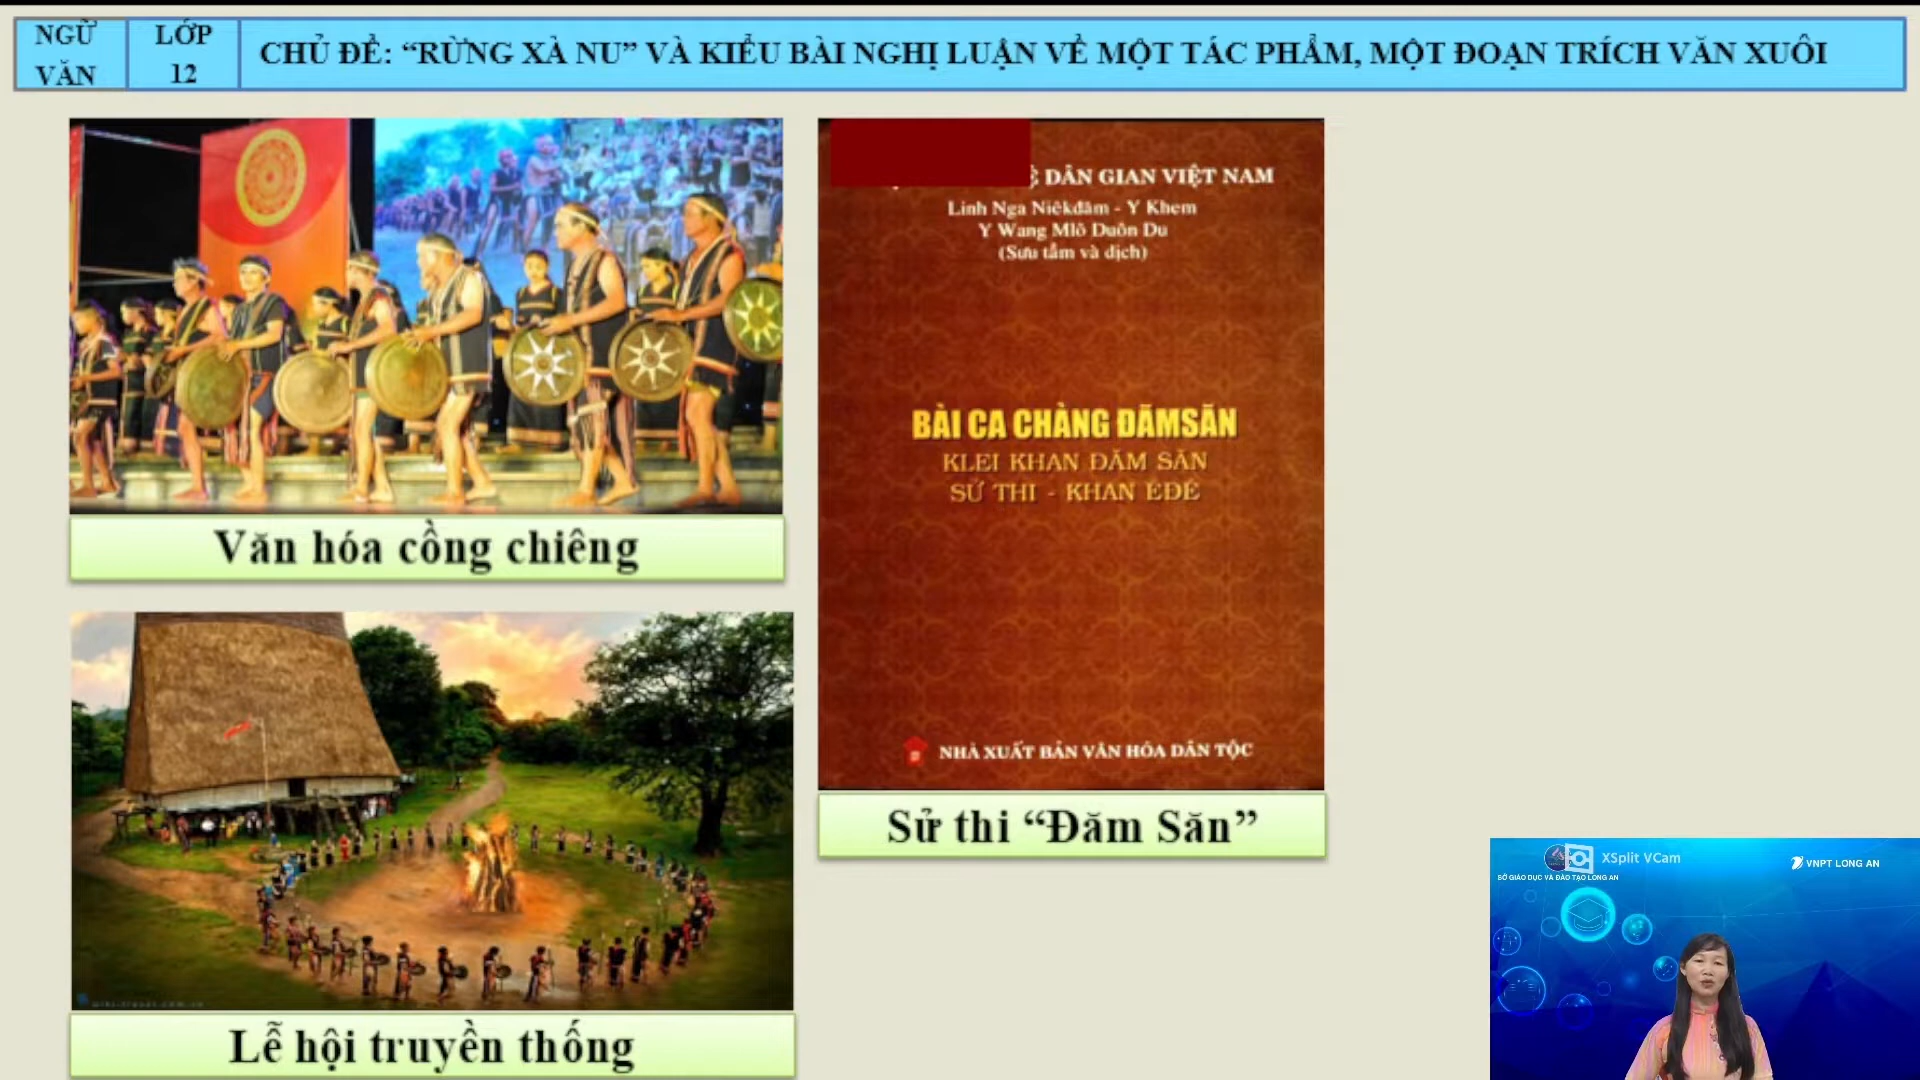 NGỮ VĂN
LỚP 12
CHỦ ĐỀ: “RỪNG XÀ NU” VÀ KIỂU BÀI NGHỊ LUẬN VỀ MỘT TÁC PHẨM, MỘT ĐOẠN TRÍCH VĂN XUÔI
Văn hóa cồng chiêng
Lễ hội truyền thống
DÂN GIAN VIỆT NAM
Linh Nga Niêkđăm - Y Khem
Y Wang Mlô Duôn Du
(Sưu tầm và dịch)
BÀI CA CHÀNG ĐĂMSĂN
KLEI KHAN ĐĂM SĂN
SỬ THI - KHAN ÊĐÊ
NHÀ XUẤT BẢN VĂN HÓA DÂN TỘC
Sử thi “Đăm Săn”
XSplit VCam
VNPT LONG AN
SỞ GIÁO DỤC VÀ ĐÀO TẠO LONG AN